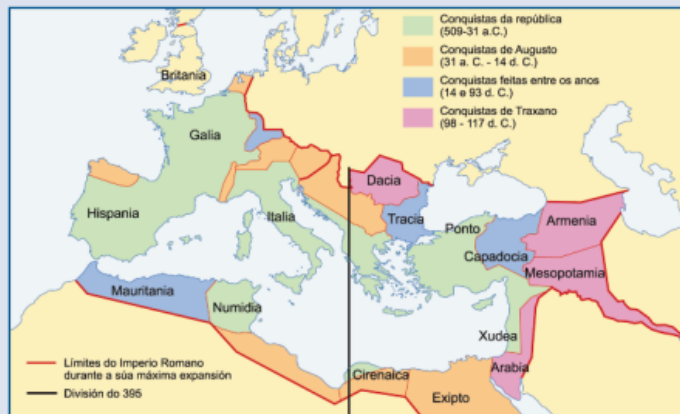 Conquistas da república
(509-31 a.C.)
Conquistas de Augusto
(31 a. C. - 14 d. C.)
Conquistas feitas entre os anos
(14 e 93 d. C.)
Conquistas de Traxano
(98 - 117 d. C.)
Britania
Galia
Dacia
Hispania
Italia
Tracia
Ponto
Armenia
Capadocia
Mesopotamia
Mauritania
Numidia
Xudea
Cirenaica
Arabia
Exipto
Límites do Imperio Romano
durante a súa máxima expansión
División do 395